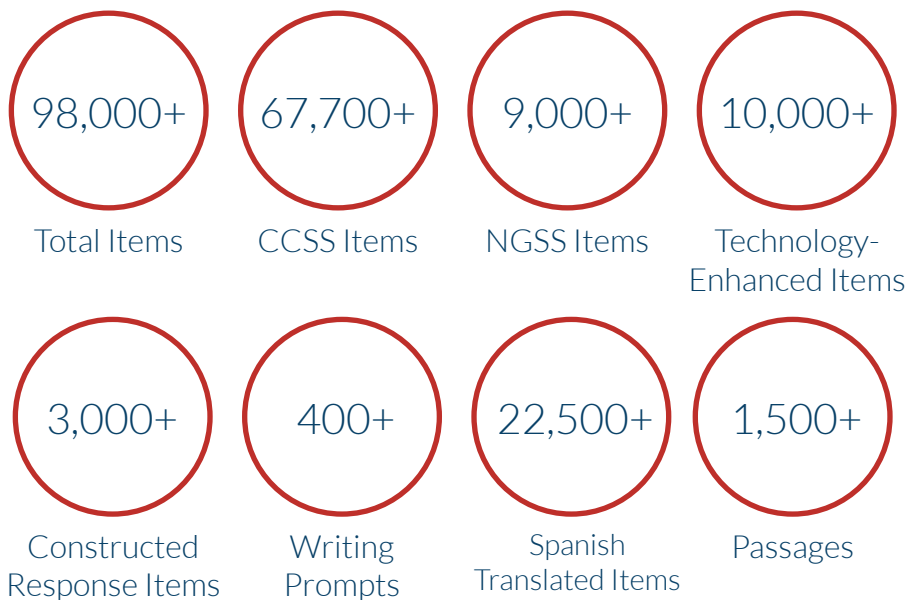 98,000+
67,700+
9,000+
10,000+
Total Items
CCSS Items
NGSS Items
Technology-
Enhanced Items
3,000+
400+
22,500+
1,500+
Constructed
Response Items
Writing
Prompts
Spanish
Translated Items
Passages